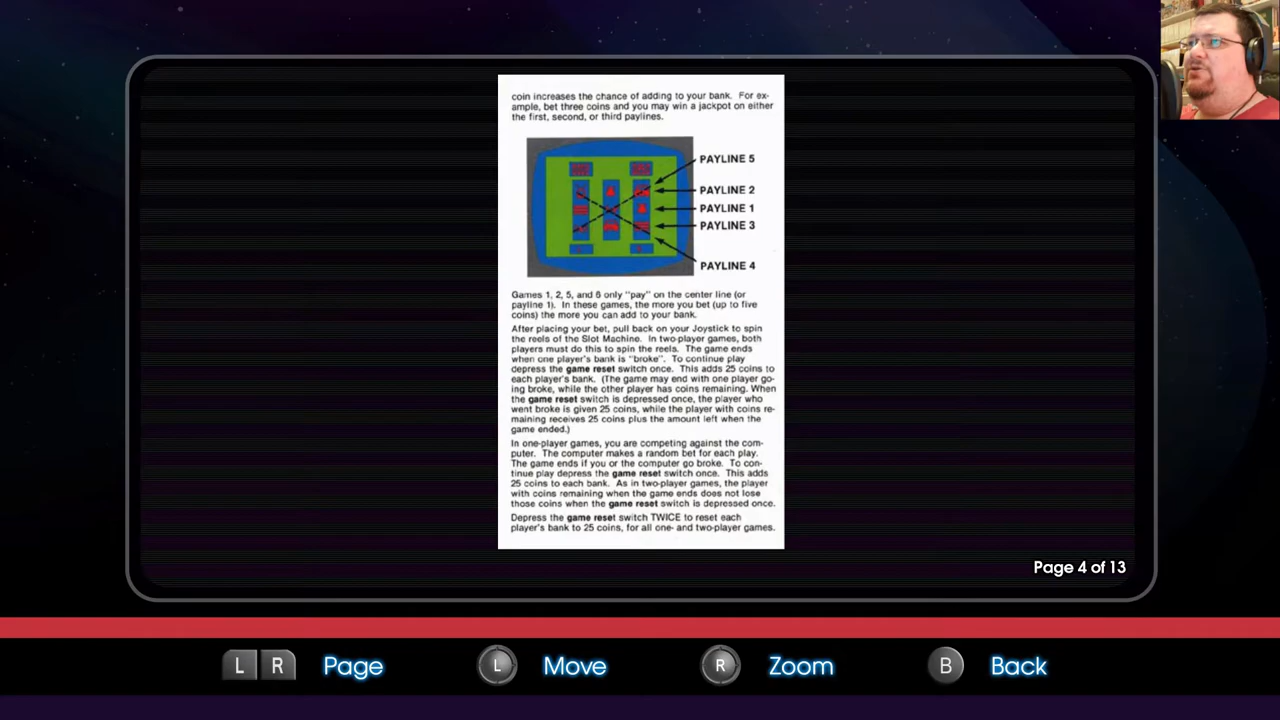 coin increases the chance of adding to your bank. For ex-
ample, bet three coins and you may win a jackpot on either
the first, second, or third paylines.
PAYLINE 5
PAYLINE 2
PAYLINE 1
PAYLINE 3
PAYLINE 4
Games 1, 2, 5, and 6 only "pay" on the center line (or
payline 1). In these games, the more you bet (up to five
coins) the more you can add to your bank.
After placing your bet, pull back on your Joystick to spin
the reels of the Slot Machine. In two-player games, both
players must do this to spin the reels. The game ends
when one player's bank is "broke". To continue play
depress the game reset switch once. This adds 25 coins to
each player's bank. (The game may end with one player go-
ing broke, while the other player has coins remaining. When
the game reset switch is depressed once, the player who
went broke is given 25 coins, while the player with coins re-
maining receives 25 coins plus the amount left when the
game ended.)
In one-player games, you are competing against the com-
puter. The computer makes a random bet for each play.
The game ends if you or the computer go broke. To con-
tinue play depress the game reset switch once. This adds
25 coins to each bank. As in two-player games, the player
with coins remaining when the game ends does not lose
those coins when the game reset switch is depressed once.
Depress the game reset switch TWICE to reset each
player's bank to 25 coins, for all one- and two-player games.
Page 4 of 13
L R Page L Move R Zoom B Back